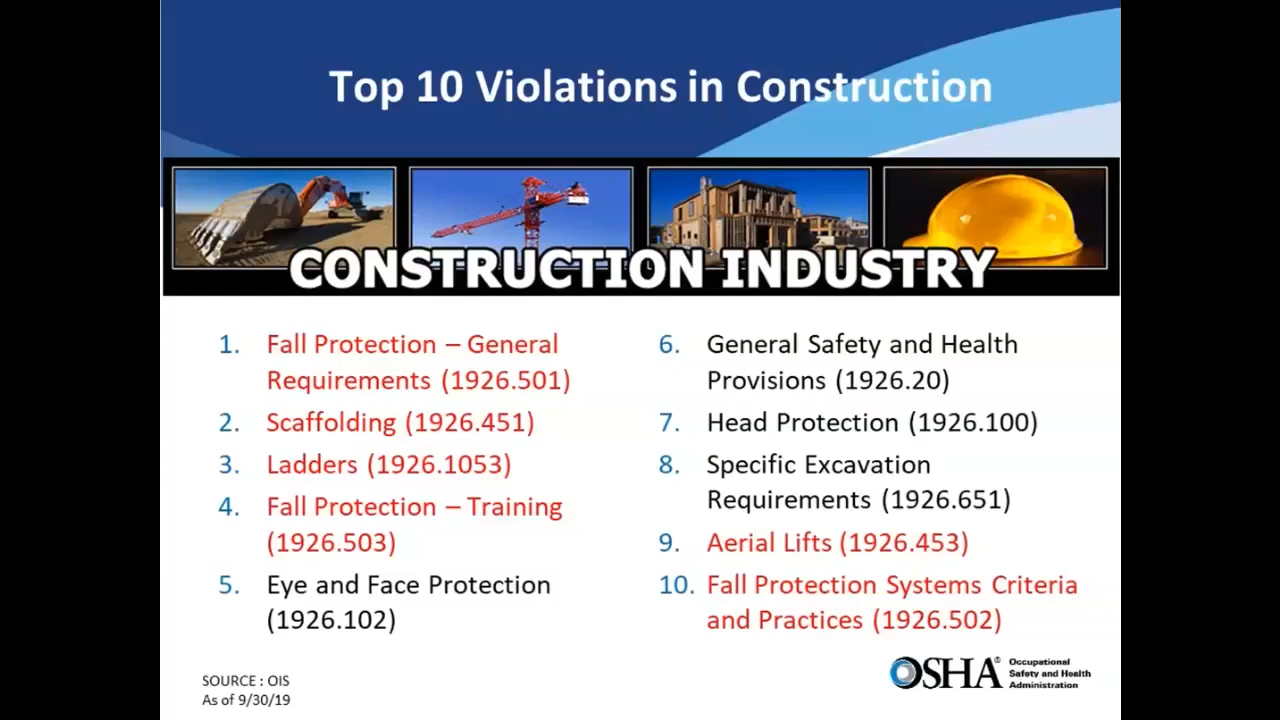 Top 10 Violations in Construction
CONSTRUCTION INDUSTRY
1. Fall Protection – General
Requirements (1926.501)
2. Scaffolding (1926.451)
3. Ladders (1926.1053)
4. Fall Protection – Training
(1926.503)
5. Eye and Face Protection
(1926.102)
6. General Safety and Health
Provisions (1926.20)
7. Head Protection (1926.100)
8. Specific Excavation
Requirements (1926.651)
9. Aerial Lifts (1926.453)
10. Fall Protection Systems Criteria
and Practices (1926.502)
SOURCE : OIS
As of 9/30/19
OSHA®
Occupational
Safety and Health
Administration